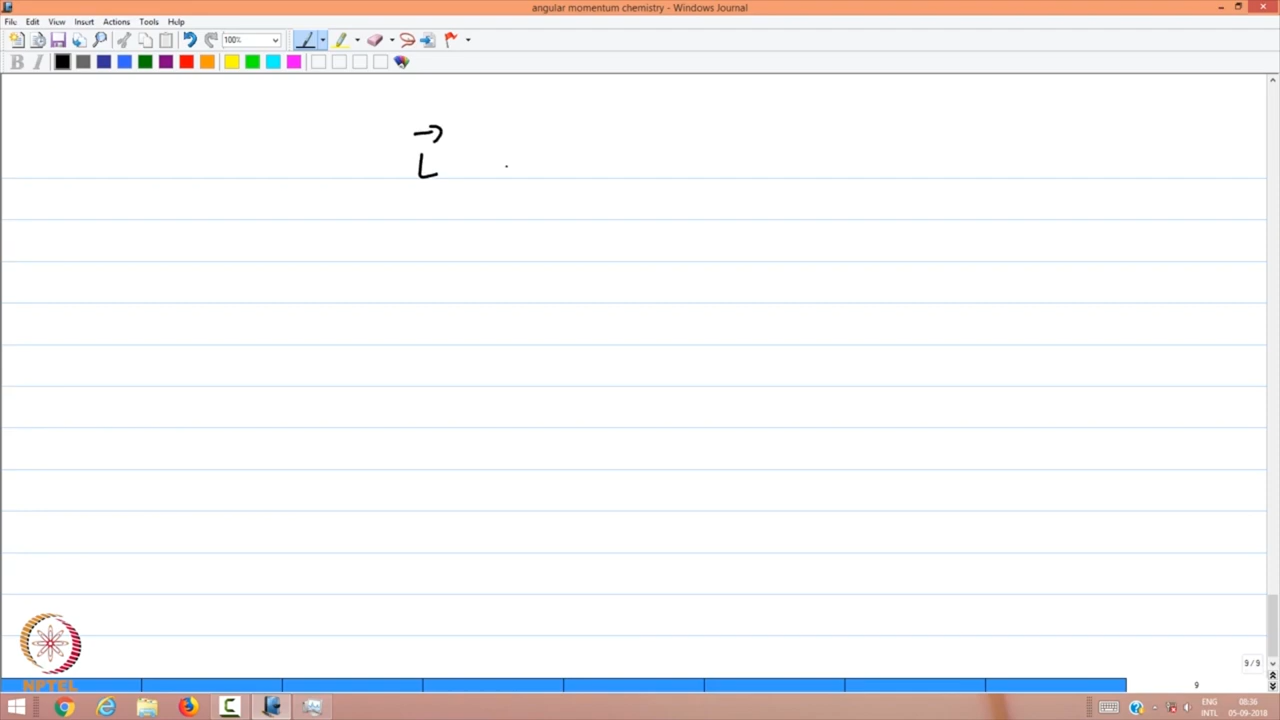 angular momentum chemistry - Windows Journal
File Edit View Insert Actions Tools Help
100%
B I
→
L
9 / 9
9
NPTEL
ENG 08:36
INTL 05-09-2018